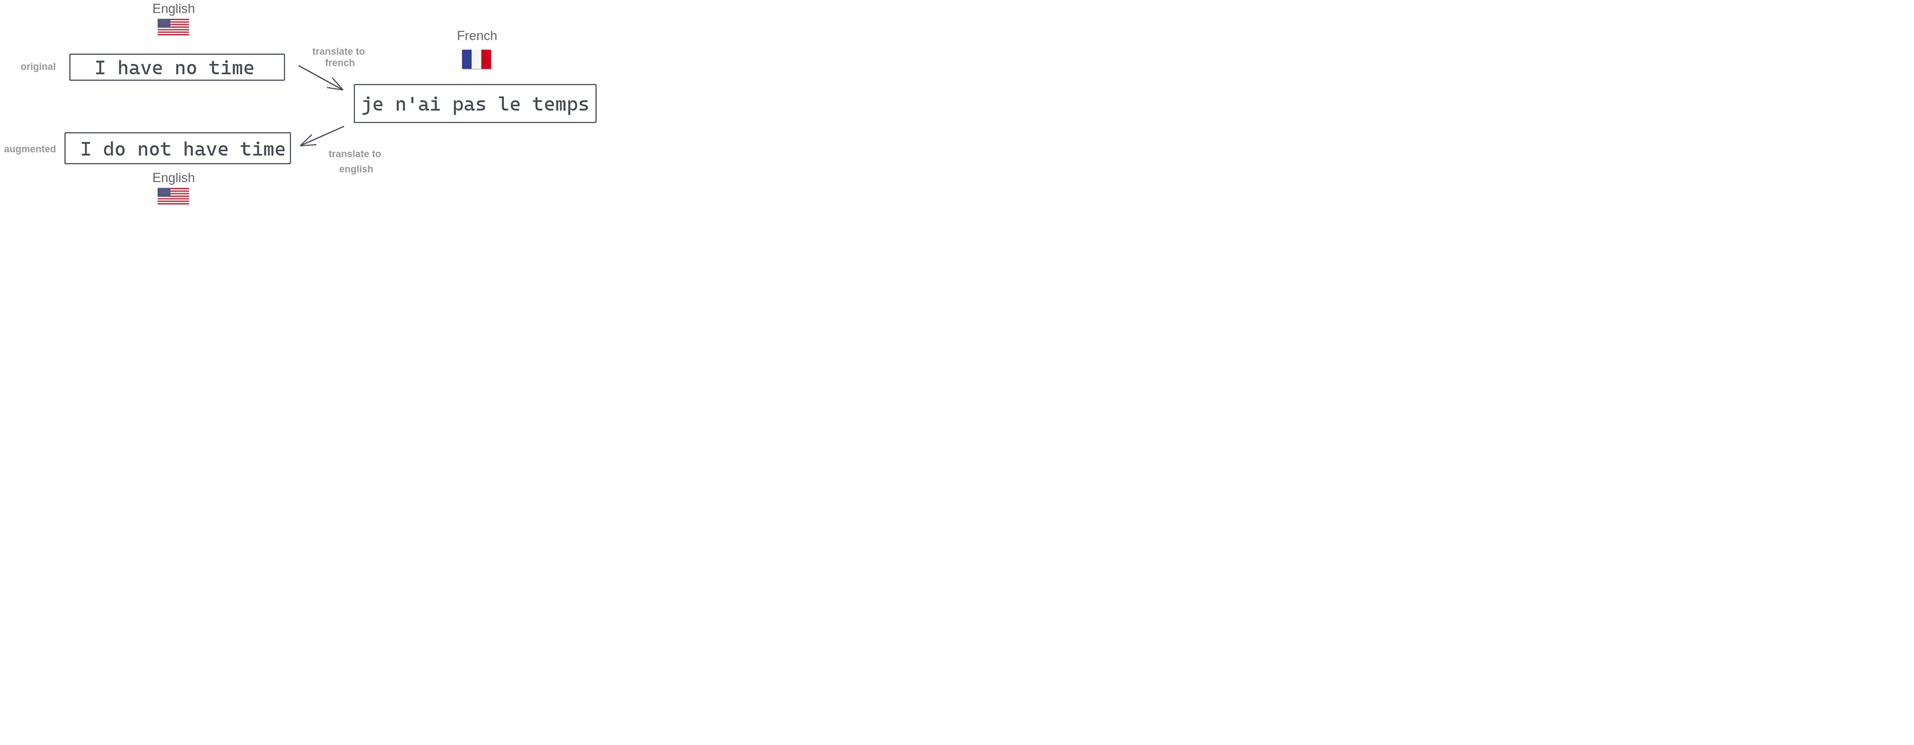 English
original
I have no time
translate to
french
French
je n'ai pas le temps
augmented
I do not have time
translate to
english
English